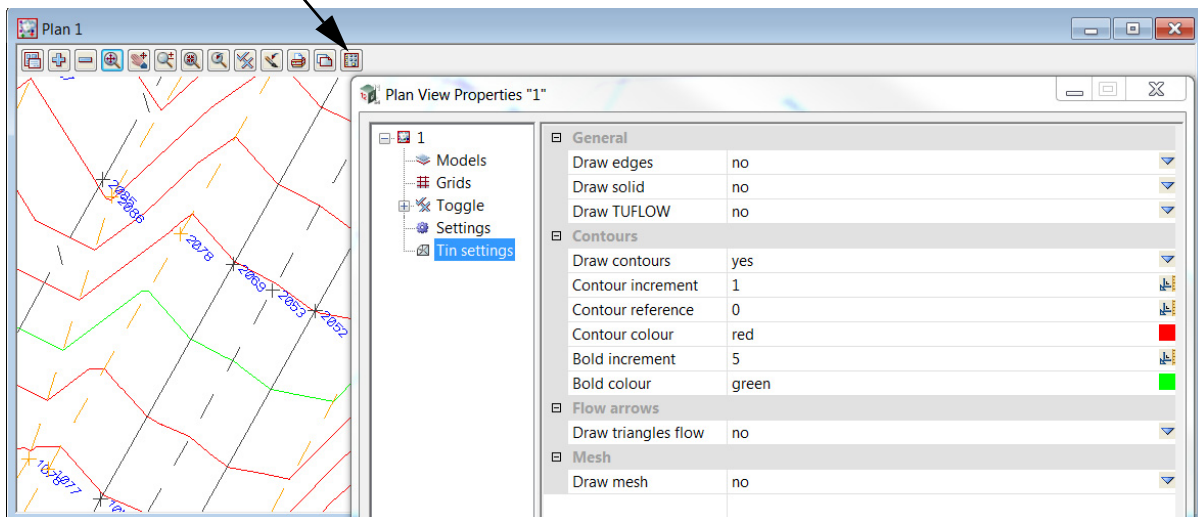 Plan 1
Plan View Properties "1"
1
Models
Grids
Toggle
Settings
Tin settings
General
Draw edges no
Draw solid no
Draw TUFLOW no
Contours
Draw contours yes
Contour increment 1
Contour reference 0
Contour colour red
Bold increment 5
Bold colour green
Flow arrows
Draw triangles flow no
Mesh
Draw mesh no
2085
2086
2078
2069
2053
2052
1077